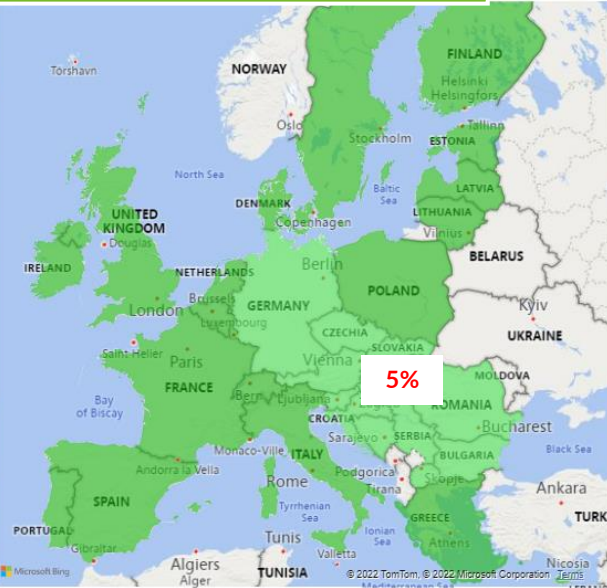 FINLAND
Torshavn
NORWAY
Helsinki
Helsingfors
Oslo
Tallinn
Stockholm
ESTONIA
North Sea
Baltic
Sea
LATVIA
DENMARK
Copenhagen
LITHUANIA
UNITED
KINGDOM
Vilnius
Douglas
BELARUS
IRELAND
NETHERLANDS
Berlin
POLAND
London
Brussels
GERMANY
Kyiv
Luxembourg
CZECHIA
UKRAINE
SLOVAKIA
Saint Helier
Paris
Vienna
5%
MOLDOVA
FRANCE
Bern
Ljubljana
ROMANIA
Bay
of Biscay
CROATIA
Bucharest
Sarajevo
SERBIA
Monaco-Ville
ITALY
BULGARIA
Black Sea
Andorra la Vella
Podgorica
Rome
Tirana
Skopje
Ankara
SPAIN
Tyrrhenian
Sea
TURK
PORTUGAL
GREECE
Ionian
Sea
Athens
Gibraltar
Tunis
Valletta
Nicosia
Microsoft Bing
Algiers
Alger
TUNISIA
© 2022 TomTom, © 2022 Microsoft Corporation Terms
Mediterranean Sea